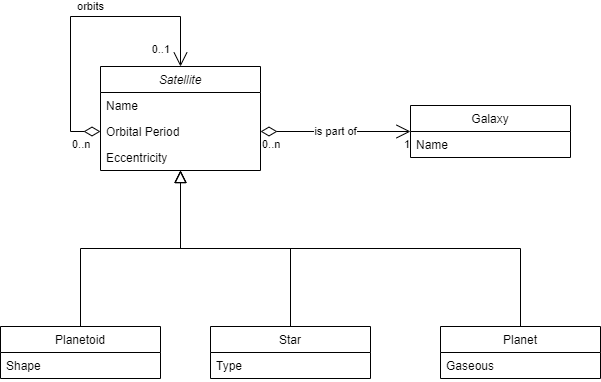 orbits
0..1
Satellite
Name
Orbital Period
Eccentricity
0..n
0..n
is part of
1
Galaxy
Name
Planetoid
Shape
Star
Type
Planet
Gaseous